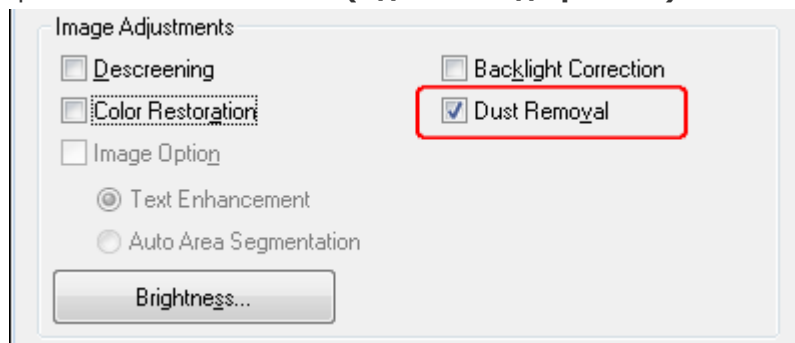 Image Adjustments
Descreening
Backlight Correction
Color Restoration
Dust Removal
Image Option
Text Enhancement
Auto Area Segmentation
Brightness...